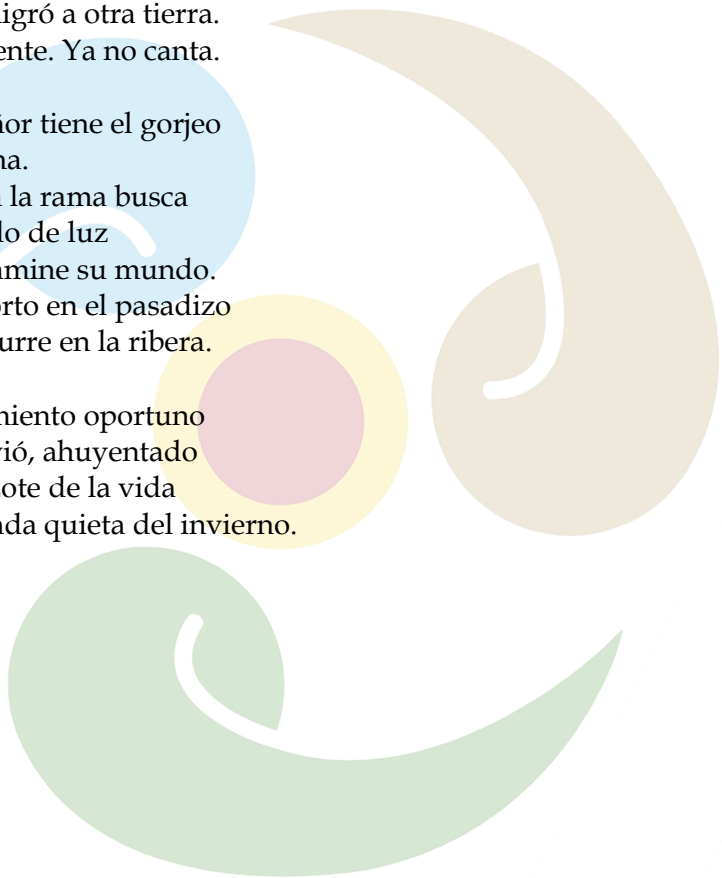 igró a otra tierra.
ente. Ya no canta.
ñor tiene el gorjeo
na.
la rama busca
lo de luz
mine su mundo.
orto en el pasadizo
urre en la ribera.
miento oportuno
vió, ahuyentado
ote de la vida
ada quieta del invierno.